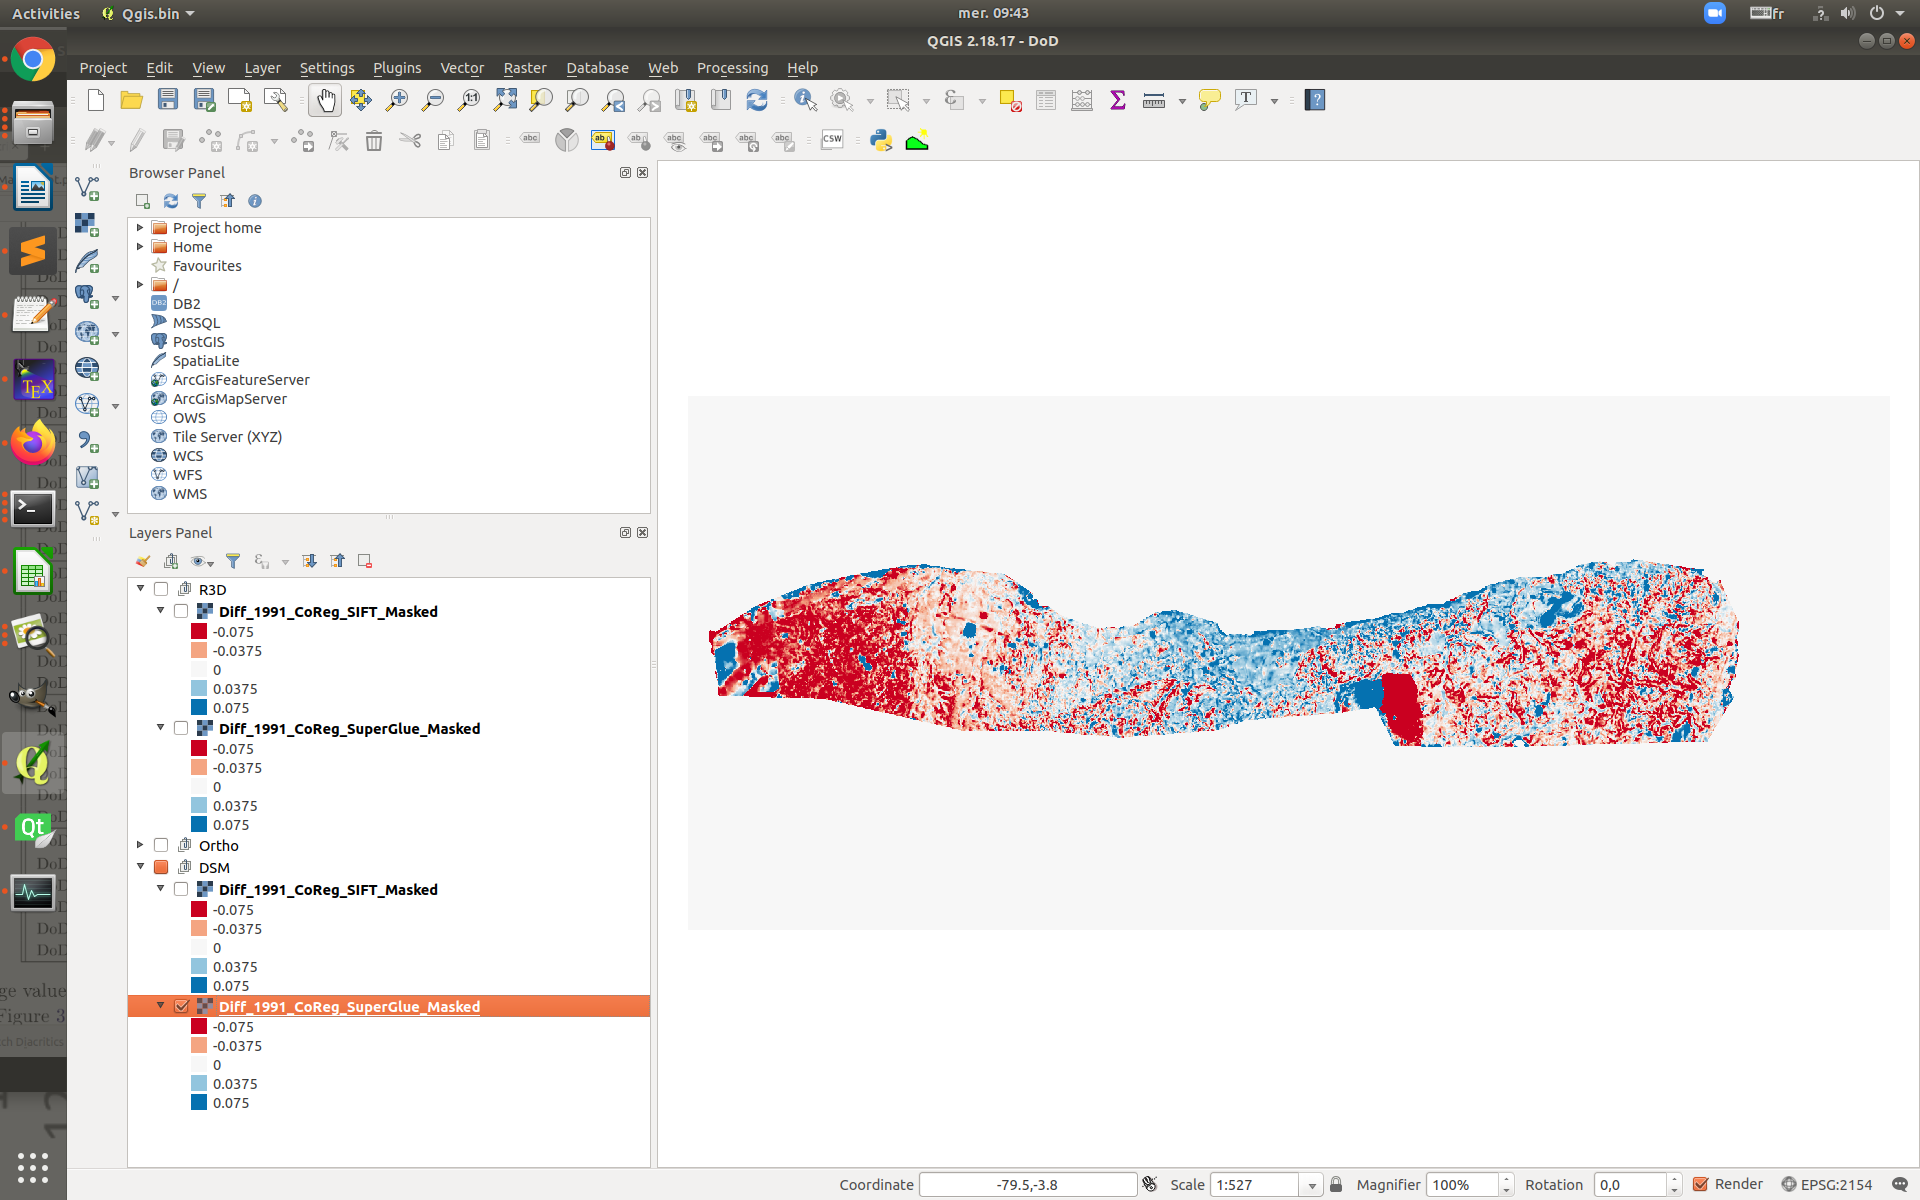 Activities Qgis.bin mer. 09:43 fr
QGIS 2.18.17 - DoD
Project Edit View Layer Settings Plugins Vector Raster Database Web Processing Help
Browser Panel
Project home
Home
Favourites
/
DB2
MSSQL
PostGIS
SpatiaLite
ArcGisFeatureServer
ArcGisMapServer
OWS
Tile Server (XYZ)
WCS
WFS
WMS
Layers Panel
R3D
Diff_1991_CoReg_SIFT_Masked
-0.075
-0.0375
0
0.0375
0.075
Diff_1991_CoReg_SuperGlue_Masked
-0.075
-0.0375
0
0.0375
0.075
Ortho
DSM
Diff_1991_CoReg_SIFT_Masked
-0.075
-0.0375
0
0.0375
0.075
Diff_1991_CoReg_SuperGlue_Masked
-0.075
-0.0375
0
0.0375
0.075
ge value
Figure 3
Coordinate -79.5,-3.8 Scale 1:527 Magnifier 100% Rotation 0,0 Render EPSG:2154